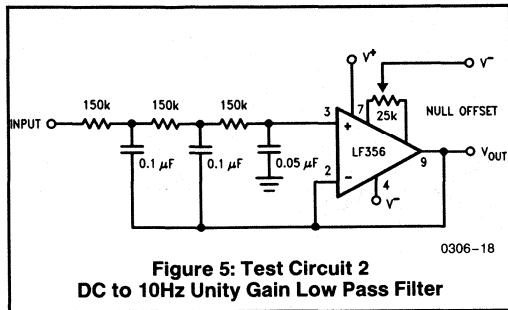 V+
V−
150k 150k 150k
7
25k
NULL OFFSET
INPUT
3
+
LF356
0.1 μF
0.1 μF
0.05 μF
2
−
4
9
VOUT
V−
0306–18
Figure 5: Test Circuit 2
DC to 10Hz Unity Gain Low Pass Filter